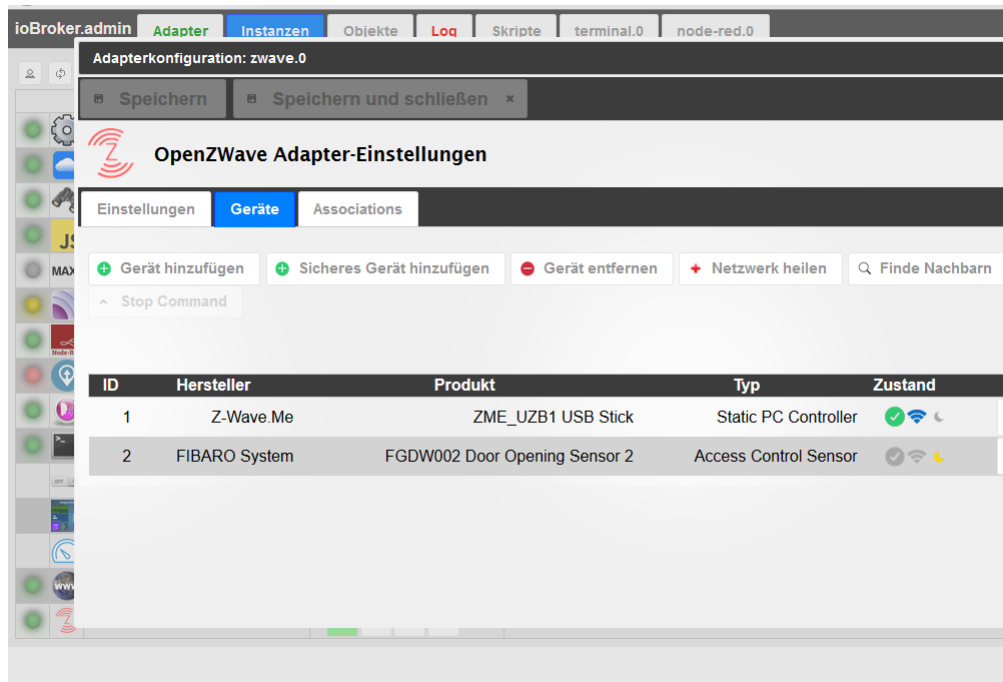 ioBroker.admin Adapter Instanzen Objekte Log Skripte terminal.0 node-red.0
Adapterkonfiguration: zwave.0
Speichern Speichern und schließen
OpenZWave Adapter-Einstellungen
Einstellungen Geräte Associations
Gerät hinzufügen Sicheres Gerät hinzufügen Gerät entfernen Netzwerk heilen Finde Nachbarn
Stop Command
ID Hersteller Produkt Typ Zustand
1 Z-Wave.Me ZME_UZB1 USB Stick Static PC Controller
2 FIBARO System FGDW002 Door Opening Sensor 2 Access Control Sensor
JS
MAX
www